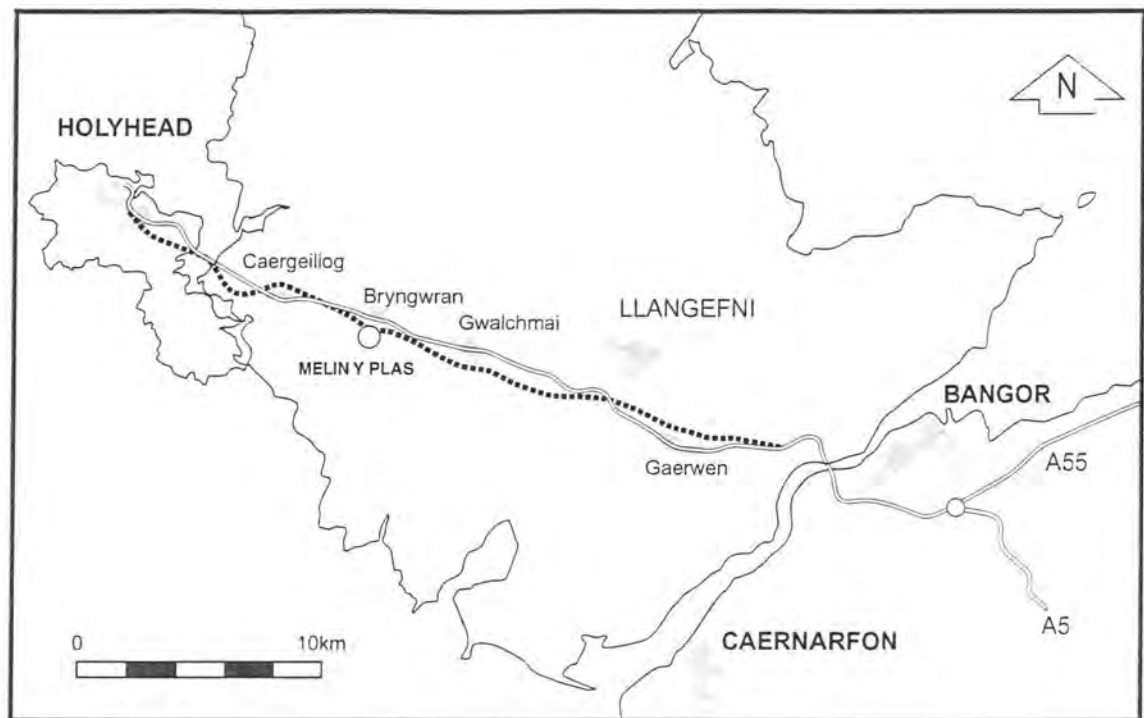 N
HOLYHEAD
Caergeiliog
Bryngwran
Gwalchmai
LLANGEFNI
MELIN Y PLAS
BANGOR
A55
Gaerwen
A5
CAERNARFON
0 10km